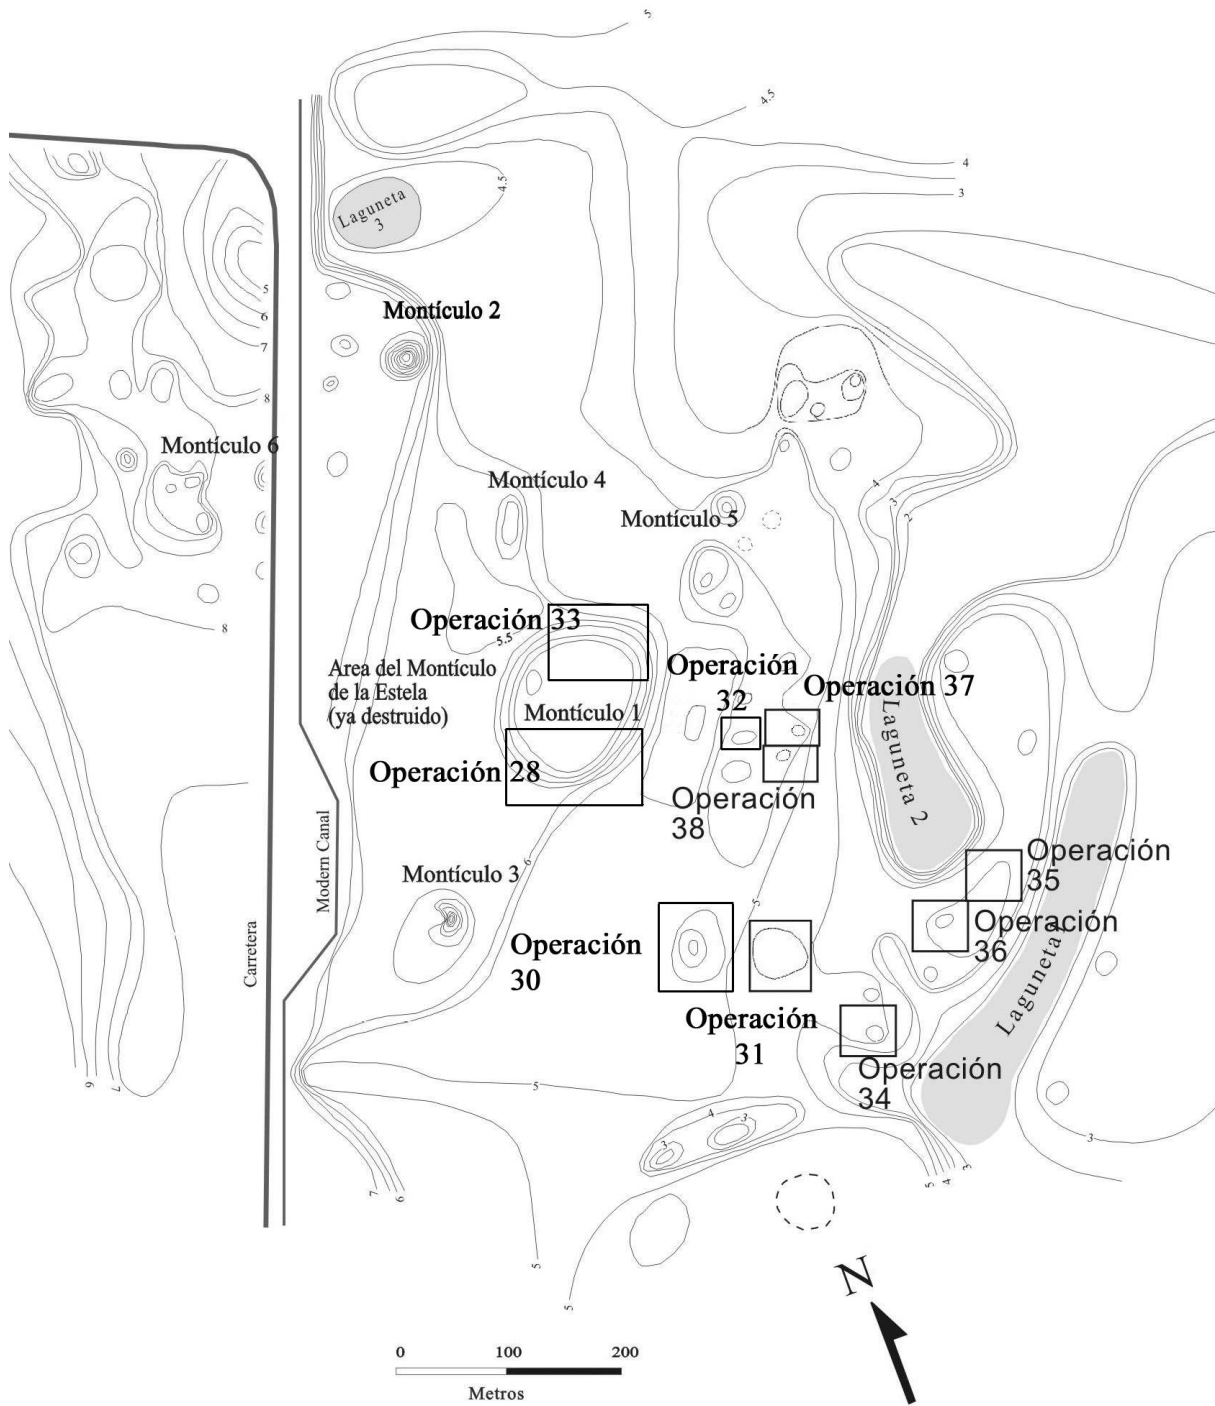 5
4.5
4
3
4.5
Laguneta
3
5
6
7
8
Montículo 2
Montículo 6
Montículo 4
Montículo 5
4
3
2
8
Operación 33
5.5
Area del Montículo
de la Estela
(ya destruido)
Montículo 1
Operación
32
Operación 37
Laguneta 2
Operación 28
Operación
38
Modern Canal
Carretera
Montículo 3
6
5
Operación
35
Operación
36
Laguneta
Operación
30
Operación
31
Operación
34
6
7
5
4
3
3
3
7
6
5
4
3
5
5
N
0 100 200
Metros